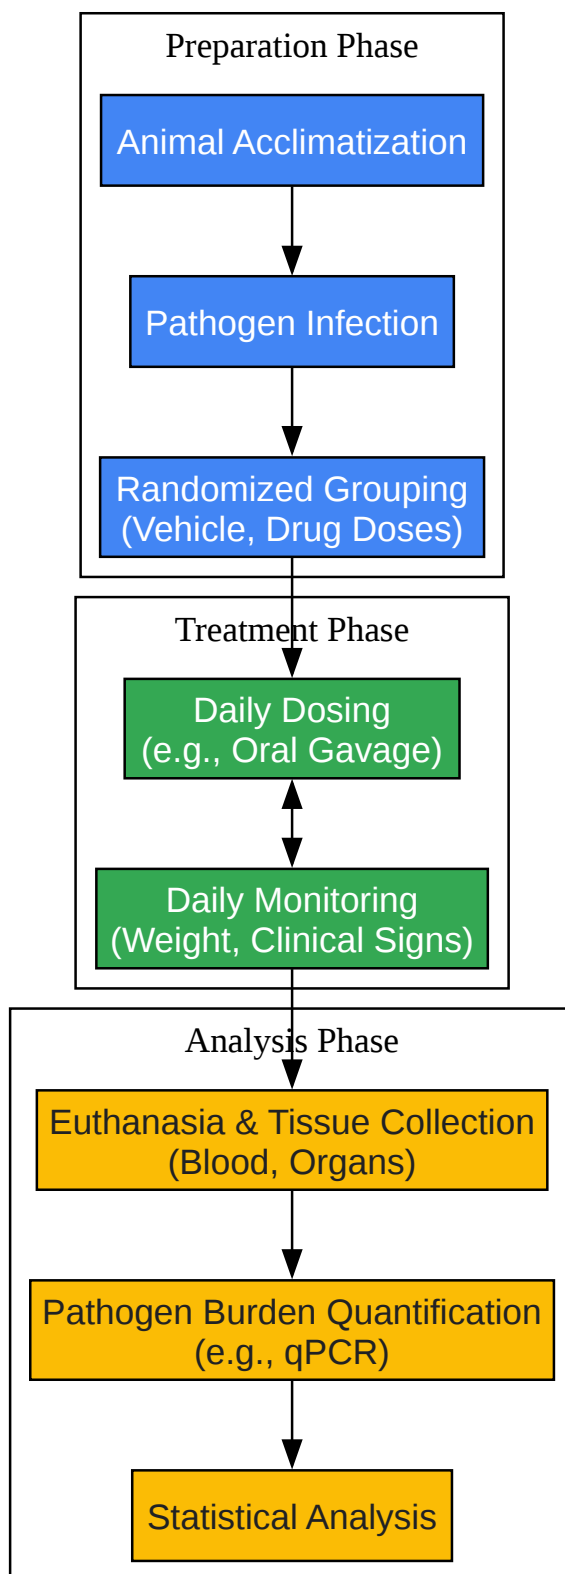 Preparation Phase
Animal Acclimatization
Pathogen Infection
Randomized Grouping
(Vehicle, Drug Doses)
Treatment Phase
Daily Dosing
(e.g., Oral Gavage)
Daily Monitoring
(Weight, Clinical Signs)
Analysis Phase
Euthanasia & Tissue Collection
(Blood, Organs)
Pathogen Burden Quantification
(e.g., qPCR)
Statistical Analysis